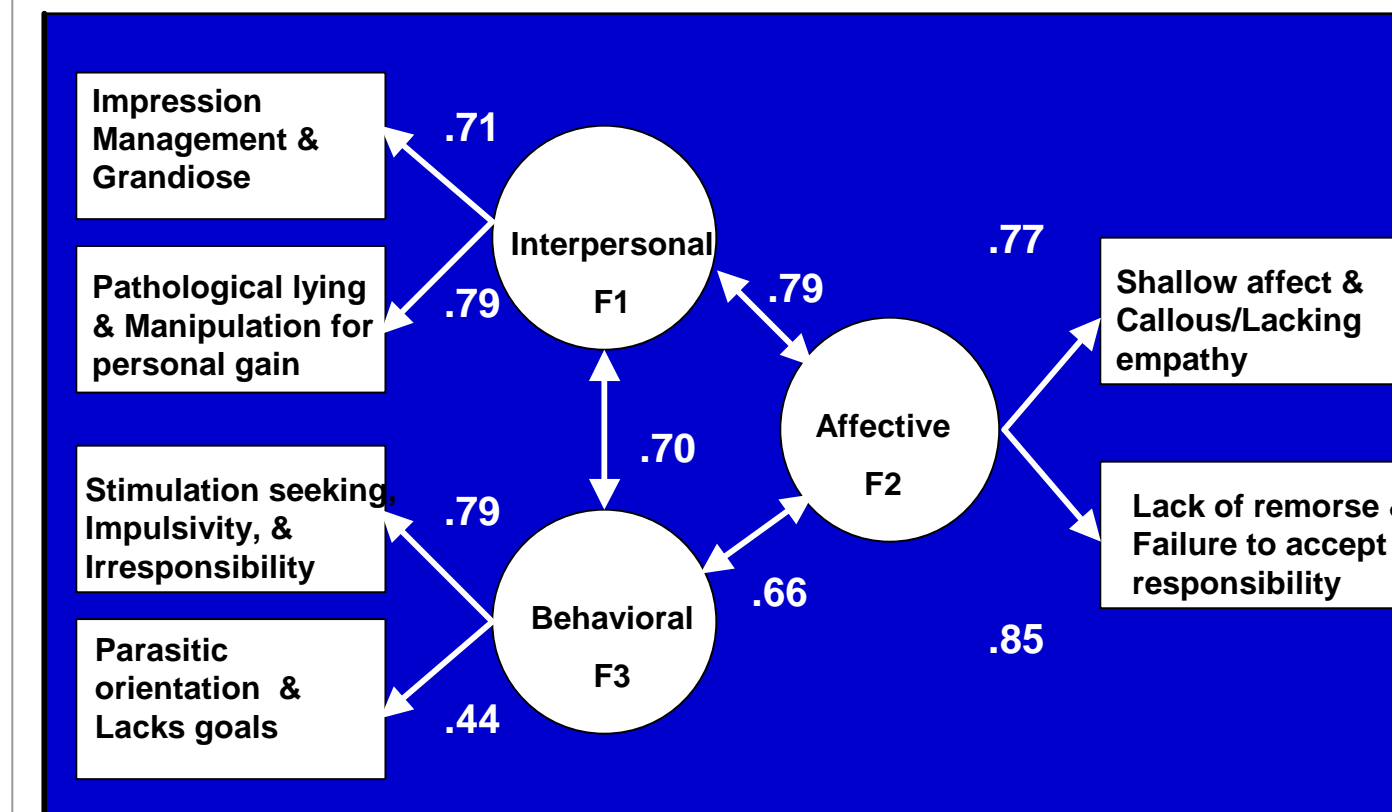 Impression
Management &
Grandiose
.71
Interpersonal
F1
Pathological lying
& Manipulation for
personal gain
.79
.79
.77
Shallow affect &
Callous/Lacking
empathy
Affective
F2
.70
Stimulation seeking,
Impulsivity, &
Irresponsibility
.79
Lack of remorse &
Failure to accept
responsibility
.66
Behavioral
F3
Parasitic
orientation &
Lacks goals
.44
.85